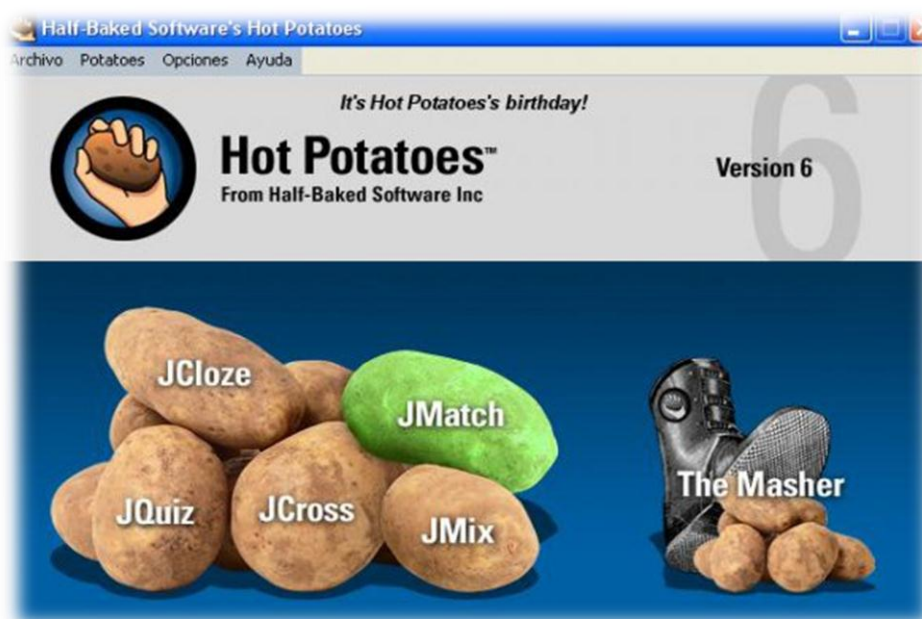 Half-Baked Software's Hot Potatoes
Archivo Potatoes Opciones Ayuda
It's Hot Potatoes's birthday!
Hot Potatoes™
From Half-Baked Software Inc
Version 6
6
JCloze
JMatch
JQuiz
JCross
JMix
The Masher